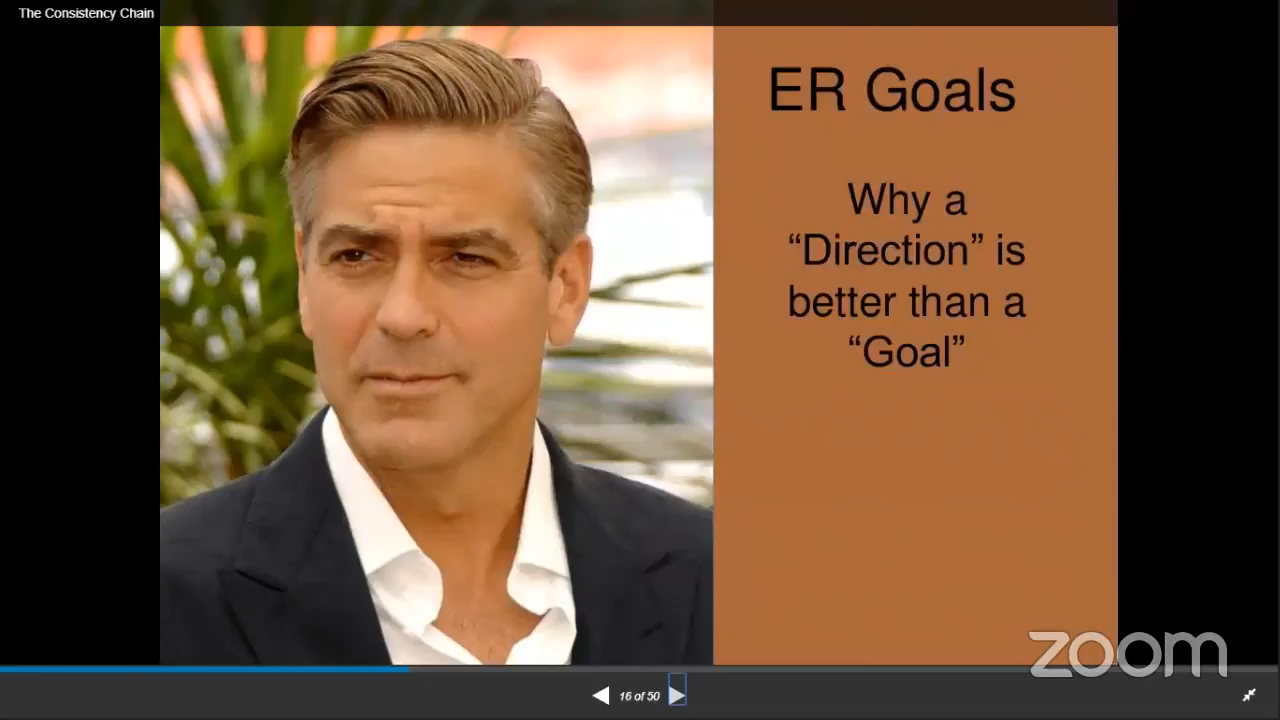 The Consistency Chain
ER Goals
Why a
“Direction” is
better than a
“Goal”
zoom
16 of 50